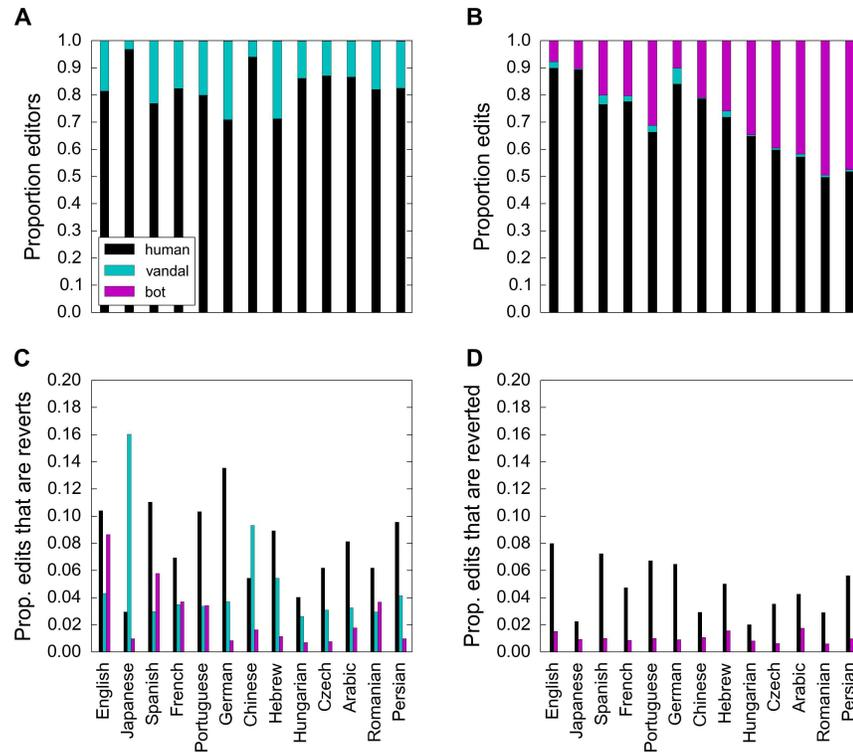 A
Proportion editors
1.0
0.9
0.8
0.7
0.6
0.5
0.4
0.3
0.2
0.1
0.0
human
vandal
bot
B
Proportion edits
1.0
0.9
0.8
0.7
0.6
0.5
0.4
0.3
0.2
0.1
0.0
C
Prop. edits that are reverts
0.20
0.18
0.16
0.14
0.12
0.10
0.08
0.06
0.04
0.02
0.00
English
Japanese
Spanish
French
Portuguese
German
Chinese
Hebrew
Hungarian
Czech
Arabic
Romanian
Persian
D
Prop. edits that are reverted
0.20
0.18
0.16
0.14
0.12
0.10
0.08
0.06
0.04
0.02
0.00
English
Japanese
Spanish
French
Portuguese
German
Chinese
Hebrew
Hungarian
Czech
Arabic
Romanian
Persian